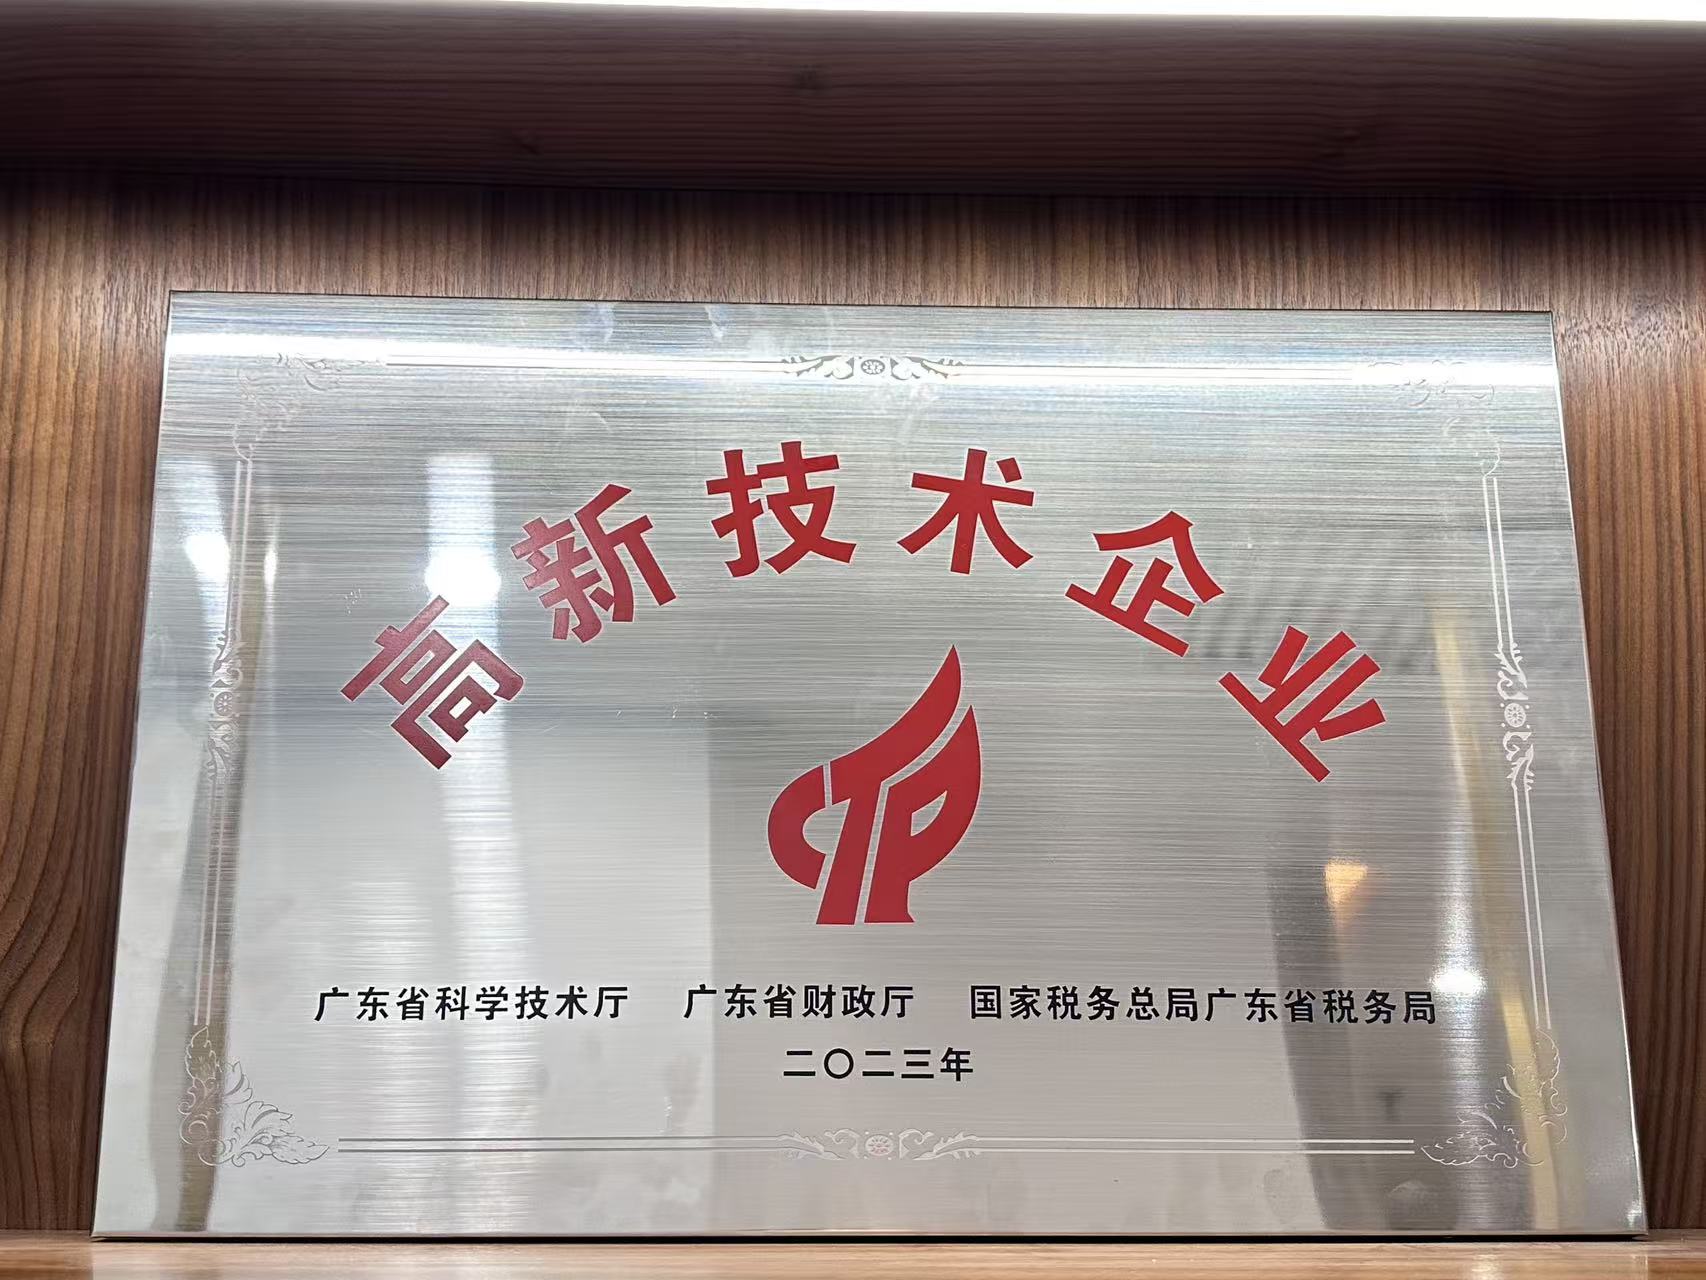 高新技术企业
广东省科学技术厅 广东省财政厅 国家税务总局广东省税务局
二〇二三年